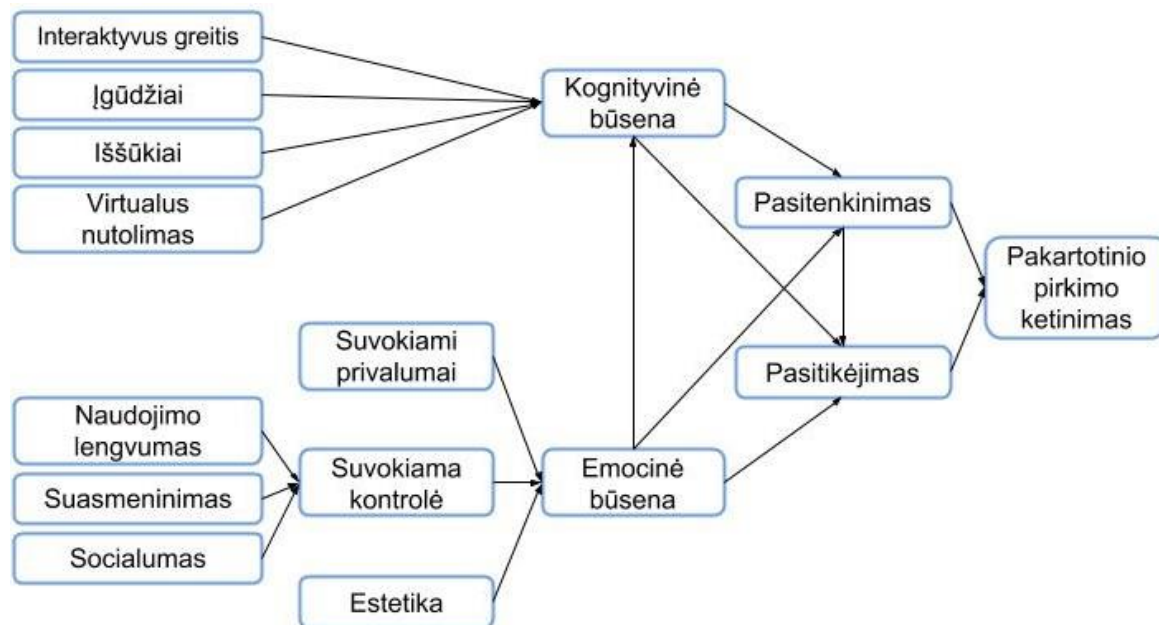 Interaktyvus greitis
Įgūdžiai
Iššūkiai
Virtualus
nutolimas
Kognityvinė
būsena
Pasitenkinimas
Pakartotinio
pirkimo
ketinimas
Pasitikėjimas
Suvokiami
privalumai
Naudojimo
lengvumas
Suasmeninimas
Socialumas
Suvokiama
kontrolė
Emocinė
būsena
Estetika